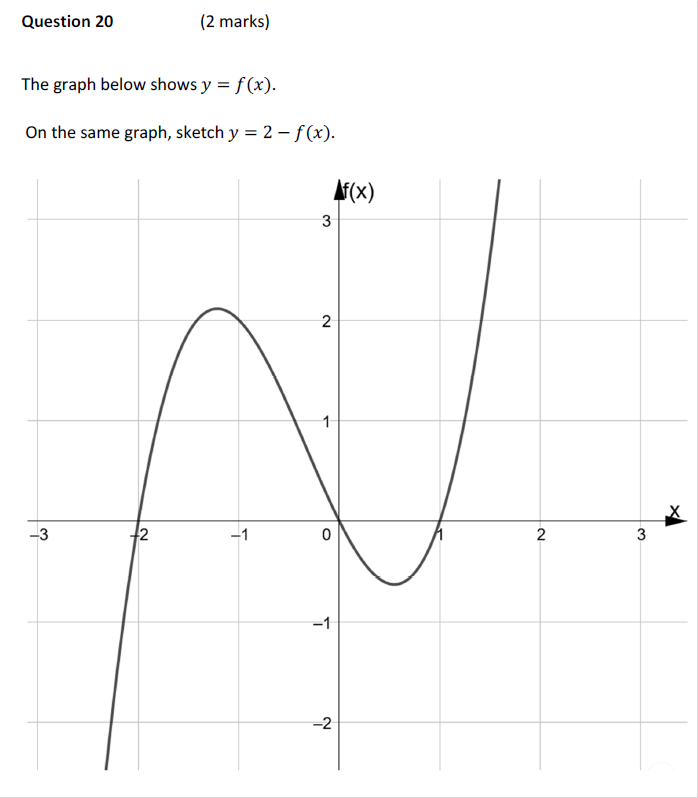 Question 20 (2 marks)
The graph below shows y = f(x).
On the same graph, sketch y = 2 − f(x).
f(x)
3
2
1
x
−3 −2 −1 0 1 2 3
−1
−2